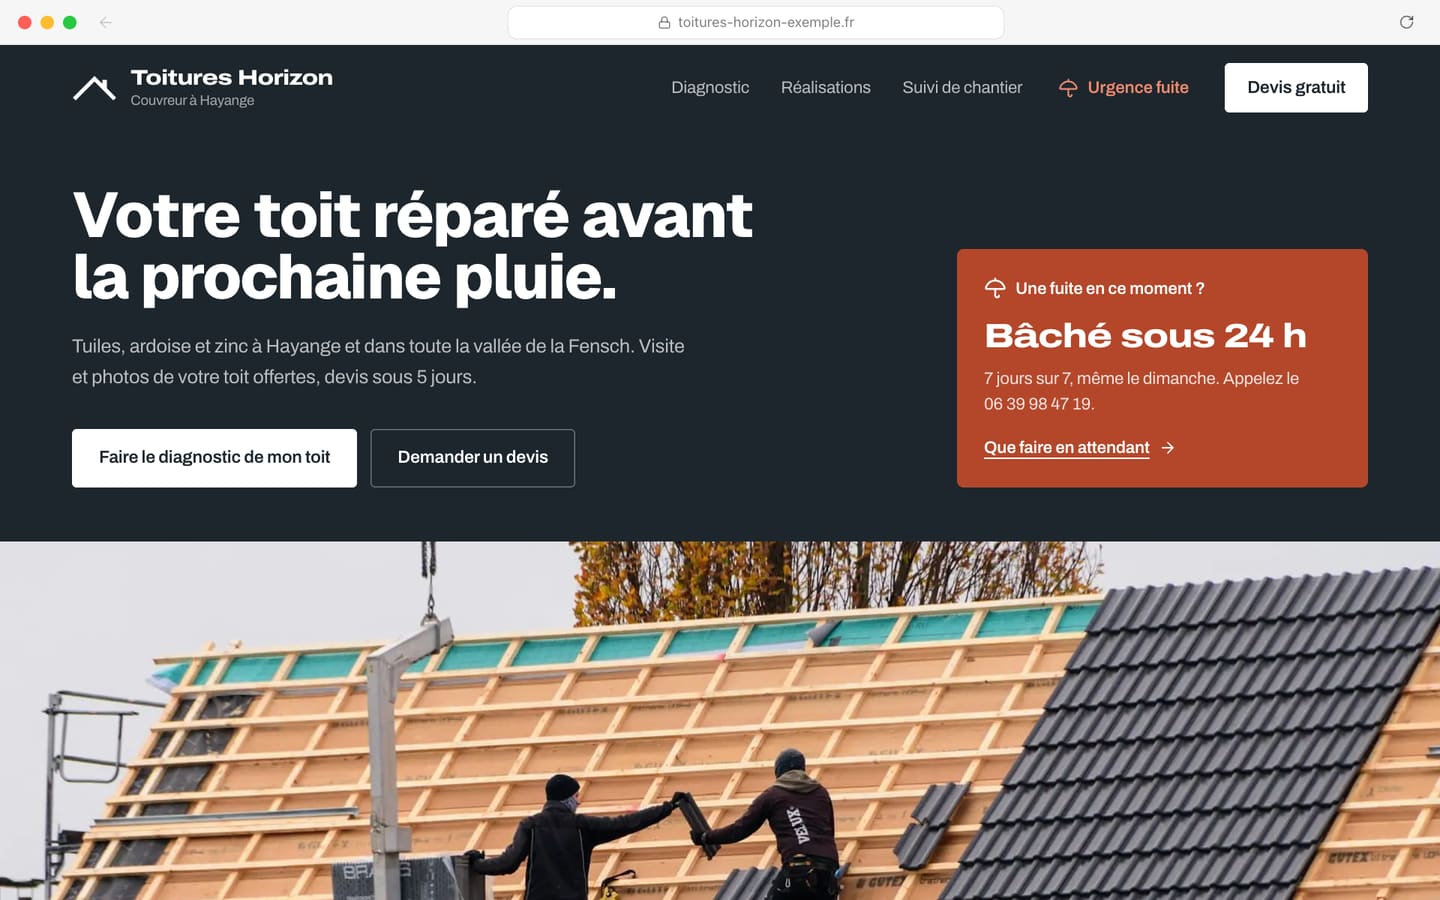 toitures-horizon-exemple.fr
Toitures Horizon
Couvreur à Hayange
Diagnostic
Réalisations
Suivi de chantier
Urgence fuite
Devis gratuit
Votre toit réparé avant
la prochaine pluie.
Tuiles, ardoise et zinc à Hayange et dans toute la vallée de la Fensch. Visite
et photos de votre toit offertes, devis sous 5 jours.
Faire le diagnostic de mon toit
Demander un devis
Une fuite en ce moment ?
Bâché sous 24 h
7 jours sur 7, même le dimanche. Appelez le
06 39 98 47 19.
Que faire en attendant
VELUX
GUTEX
GUTEX